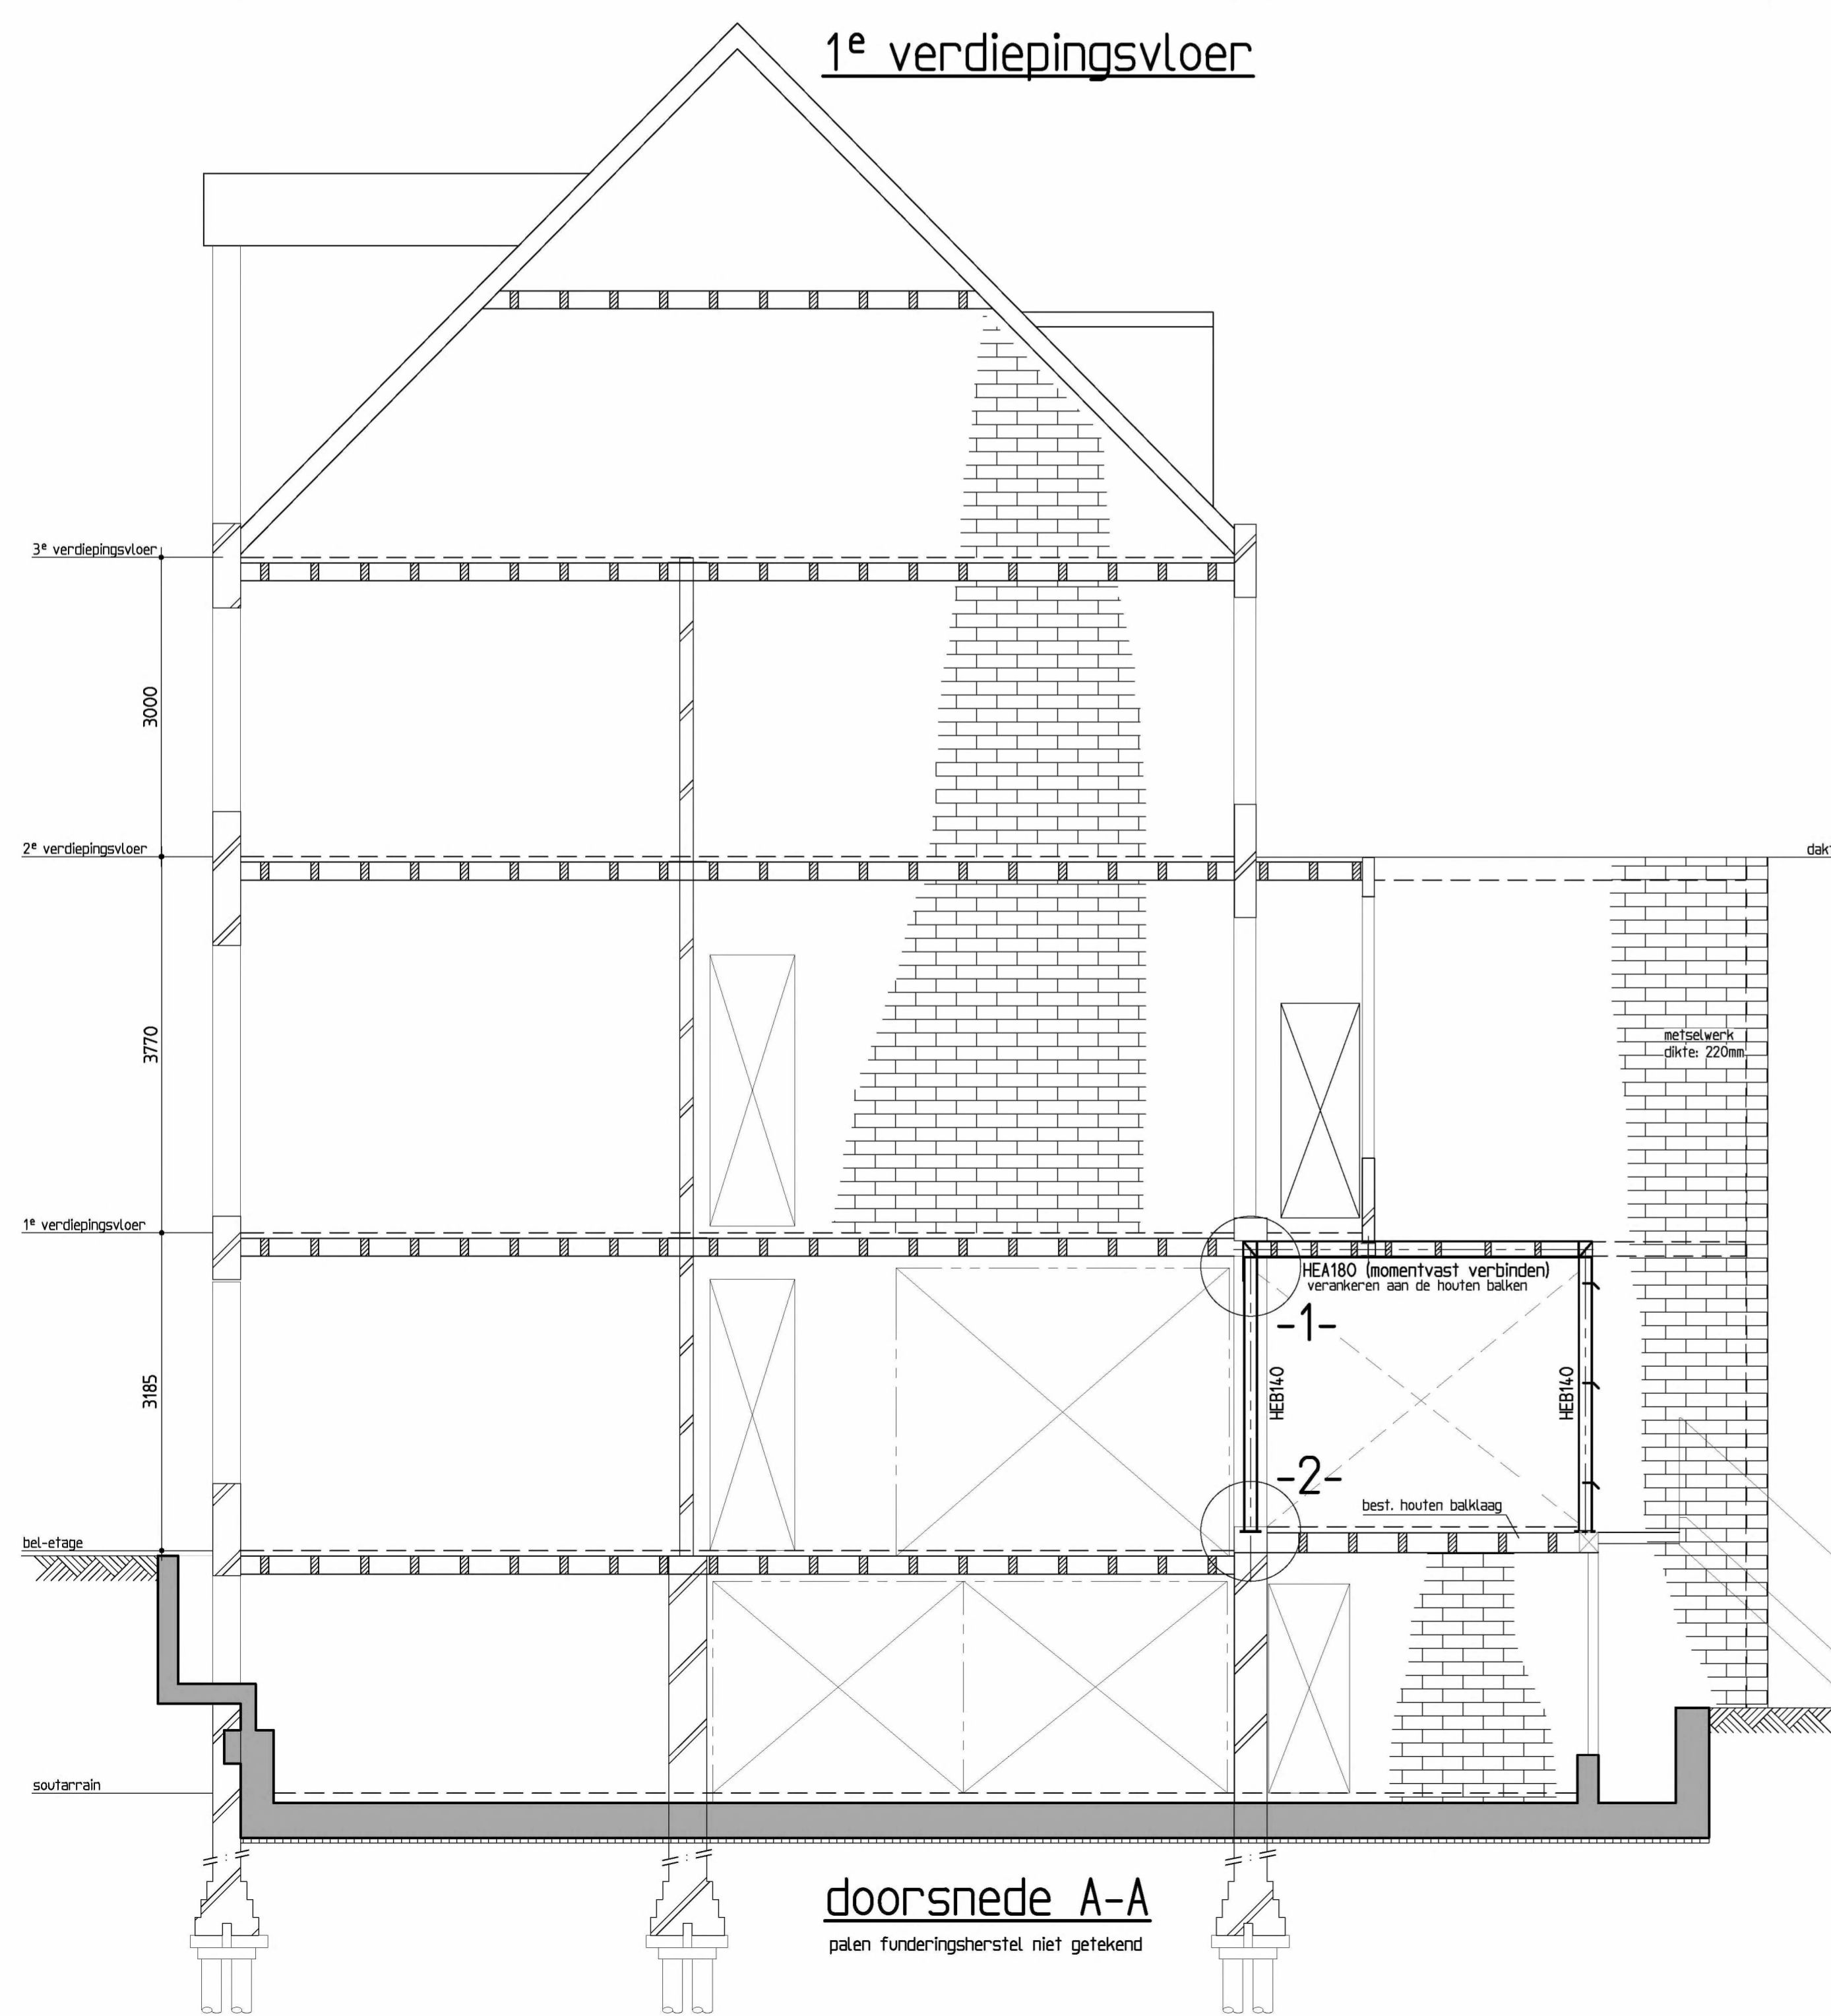 1e verdiepingsvloer
3e verdiepingsvloer
3000
2e verdiepingsvloer
3770
metselwerk
dikte: 220mm
1e verdiepingsvloer
HEA180 (momentvast verbinden)
verankeren aan de houten balken
-1-
3185
HEB140
HEB140
-2-
best. houten balklaag
bel-etage
soutarrain
doorsnede A-A
palen funderingsherstel niet getekend